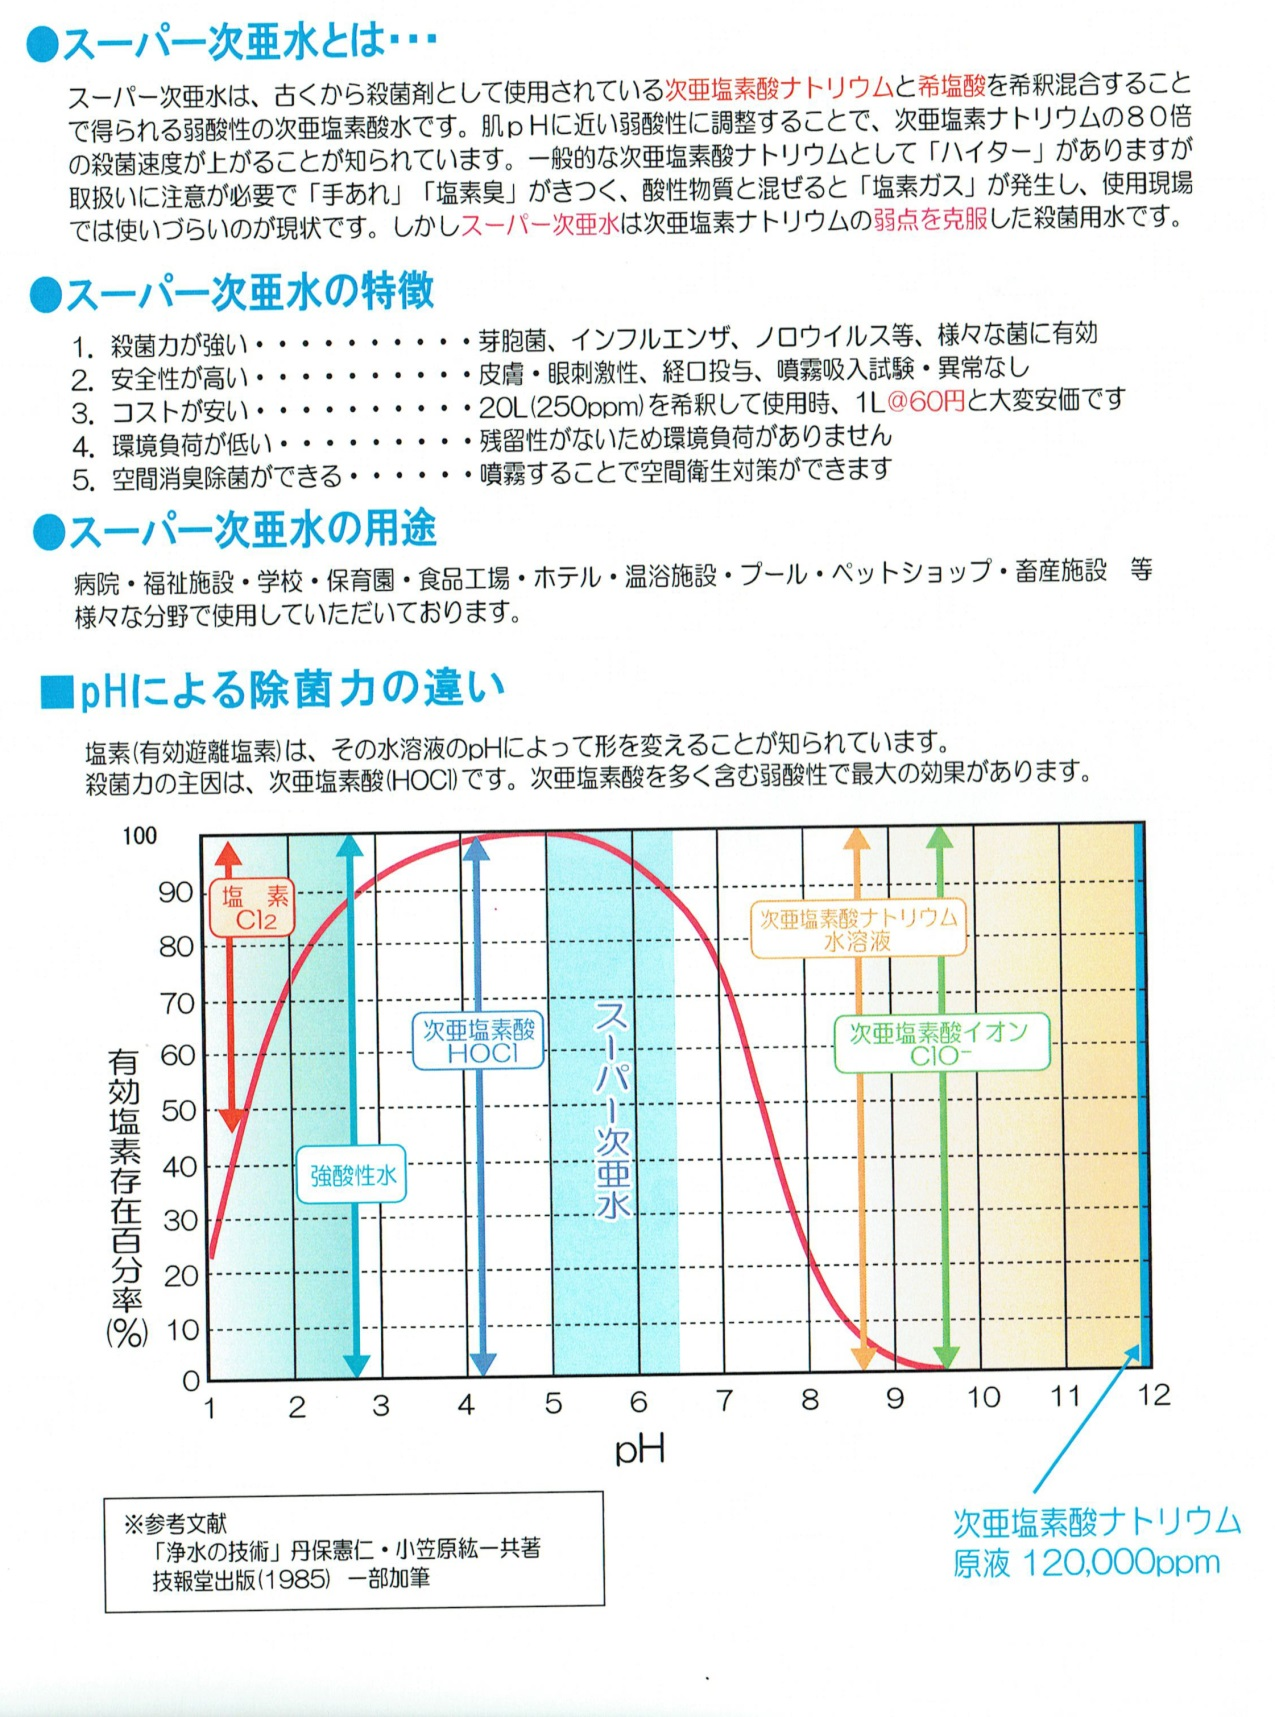 ●スーパー次亜水とは・・・
スーパー次亜水は、古くから殺菌剤として使用されている次亜塩素酸ナトリウムと希塩酸を希釈混合すること
で得られる弱酸性の次亜塩素酸水です。肌pHに近い弱酸性に調整することで、次亜塩素ナトリウムの80倍
の殺菌速度が上がることが知られています。一般的な次亜塩素酸ナトリウムとして「ハイター」がありますが
取扱いに注意が必要で「手あれ」「塩素臭」がきつく、酸性物質と混ぜると「塩素ガス」が発生し、使用現場
では使いづらいのが現状です。しかしスーパー次亜水は次亜塩素ナトリウムの弱点を克服した殺菌用水です。
●スーパー次亜水の特徴
1. 殺菌力が強い・・・・・・・・・・芽胞菌、インフルエンザ、ノロウイルス等、様々な菌に有効
2. 安全性が高い・・・・・・・・・・皮膚・眼刺激性、経口投与、噴霧吸入試験・異常なし
3. コストが安い・・・・・・・・・・20L(250ppm)を希釈して使用時、1L@60円と大変安価です
4. 環境負荷が低い・・・・・・・・・残留性がないため環境負荷がありません
5. 空間消臭除菌ができる・・・・・・噴霧することで空間衛生対策ができます
●スーパー次亜水の用途
病院・福祉施設・学校・保育園・食品工場・ホテル・温浴施設・プール・ペットショップ・畜産施設　等
様々な分野で使用していただいております。
■pHによる除菌力の違い
塩素(有効遊離塩素)は、その水溶液のpHによって形を変えることが知られています。
殺菌力の主因は、次亜塩素酸(HOCl)です。次亜塩素酸を多く含む弱酸性で最大の効果があります。
100
90
80
70
60
50
40
30
20
10
0
有効塩素存在百分率(%)
塩　素
Cl2
強酸性水
次亜塩素酸
HOCl
スーパー次亜水
次亜塩素酸ナトリウム
水溶液
次亜塩素酸イオン
ClO−
1 2 3 4 5 6 7 8 9 10 11 12
pH
次亜塩素酸ナトリウム
原液 120,000ppm
※参考文献
「浄水の技術」丹保憲仁・小笠原紘一共著
技報堂出版(1985)　一部加筆